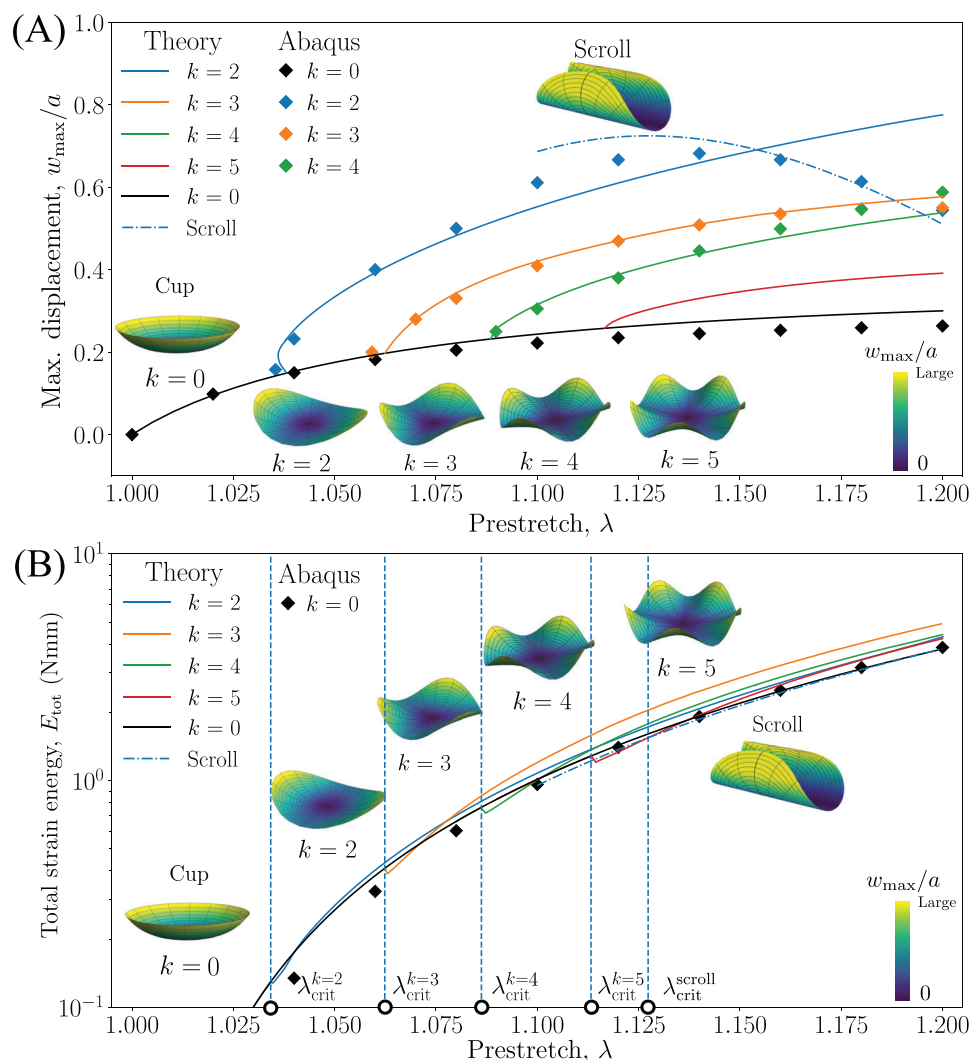 (A)
Max. displacement, w_max/a
1.0
0.8
0.6
0.4
0.2
0.0
Theory
k = 2
k = 3
k = 4
k = 5
k = 0
Scroll
Abaqus
k = 0
k = 2
k = 3
k = 4
Scroll
Cup
k = 0
k = 2
k = 3
k = 4
k = 5
w_max/a
Large
0
1.000 1.025 1.050 1.075 1.100 1.125 1.150 1.175 1.200
Prestretch, λ
(B)
Total strain energy, E_tot (Nmm)
10^1
10^0
10^−1
Theory
k = 2
k = 3
k = 4
k = 5
k = 0
Scroll
Abaqus
k = 0
k = 5
k = 4
k = 3
k = 2
Scroll
Cup
k = 0
w_max/a
Large
0
λ_crit^k=2 λ_crit^k=3 λ_crit^k=4 λ_crit^k=5 λ_crit^scroll
1.000 1.025 1.050 1.075 1.100 1.125 1.150 1.175 1.200
Prestretch, λ